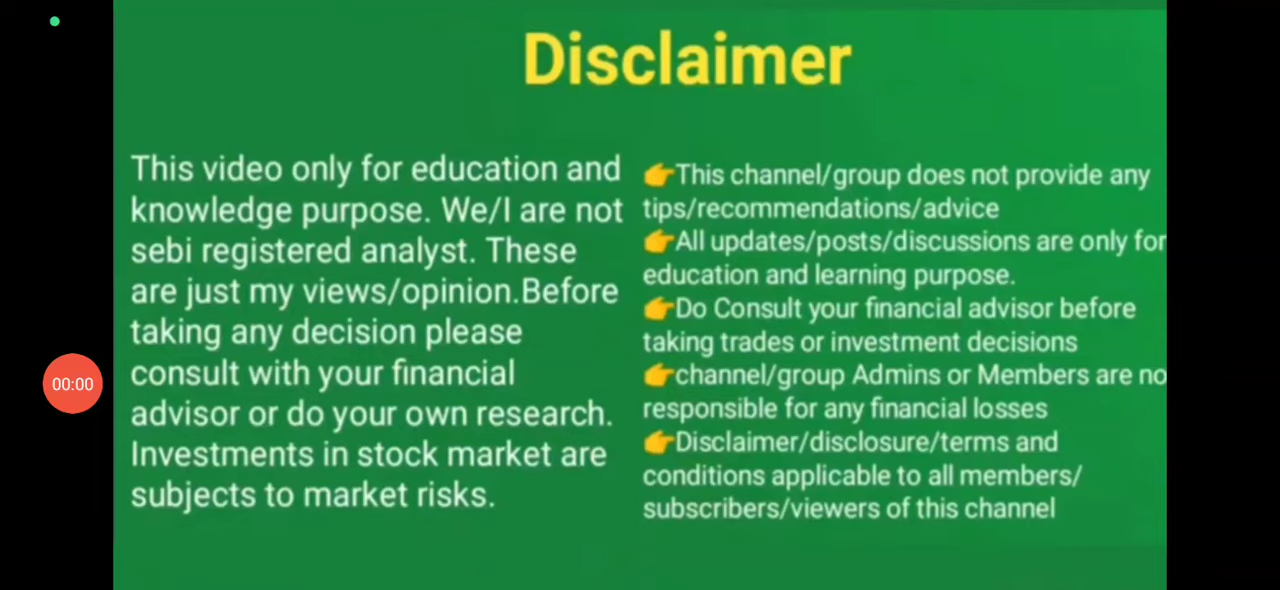 Disclaimer
This video only for education and
knowledge purpose. We/I are not
sebi registered analyst. These
are just my views/opinion.Before
taking any decision please
consult with your financial
advisor or do your own research.
Investments in stock market are
subjects to market risks.
👉This channel/group does not provide any
tips/recommendations/advice
👉All updates/posts/discussions are only for
education and learning purpose.
👉Do Consult your financial advisor before
taking trades or investment decisions
👉channel/group Admins or Members are no
responsible for any financial losses
👉Disclaimer/disclosure/terms and
conditions applicable to all members/
subscribers/viewers of this channel
00:00